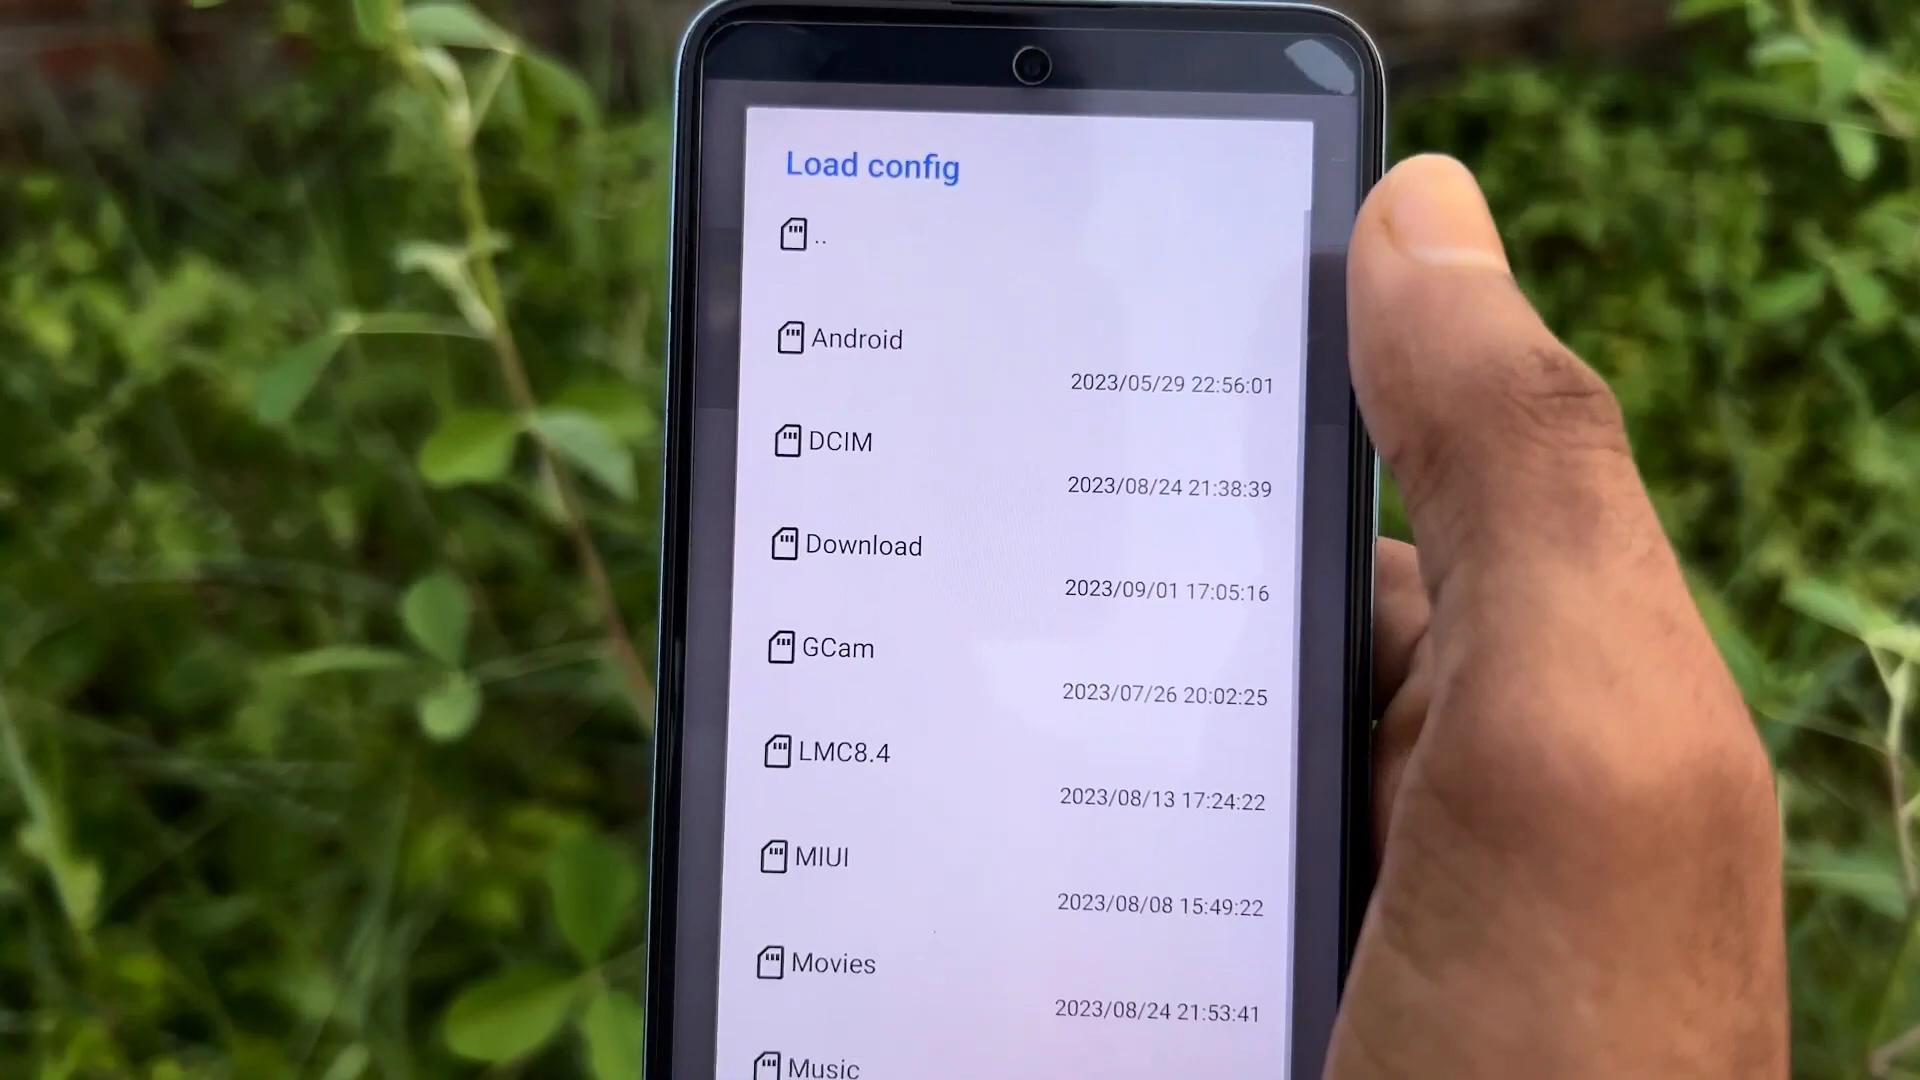 Load config
..
Android
2023/05/29 22:56:01
DCIM
2023/08/24 21:38:39
Download
2023/09/01 17:05:16
GCam
2023/07/26 20:02:25
LMC8.4
2023/08/13 17:24:22
MIUI
2023/08/08 15:49:22
Movies
2023/08/24 21:53:41
Music